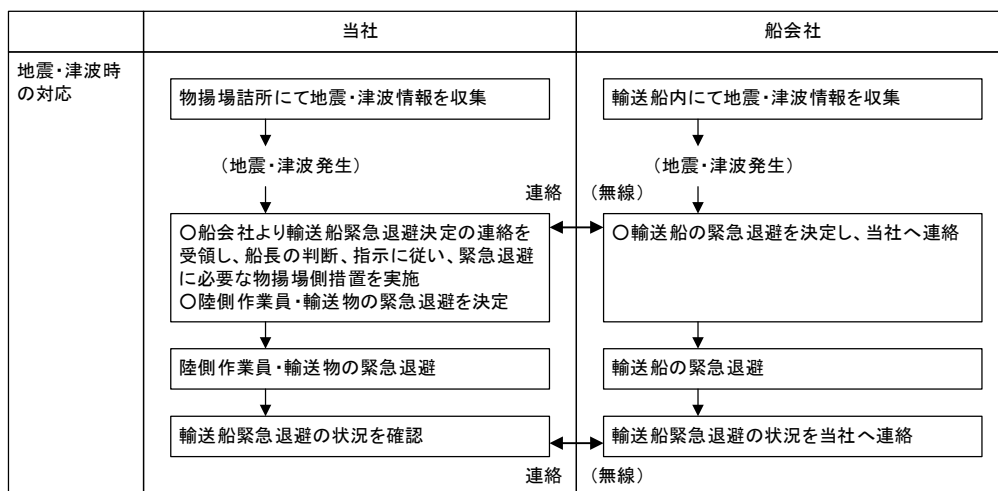 当社
船会社
地震・津波時
の対応
物揚場詰所にて地震・津波情報を収集
輸送船内にて地震・津波情報を収集
（地震・津波発生）
（地震・津波発生）
連絡
（無線）
○船会社より輸送船緊急退避決定の連絡を
受領し、船長の判断、指示に従い、緊急退避
に必要な物揚場側措置を実施
○陸側作業員・輸送物の緊急退避を決定
○輸送船の緊急退避を決定し、当社へ連絡
陸側作業員・輸送物の緊急退避
輸送船の緊急退避
輸送船緊急退避の状況を確認
輸送船緊急退避の状況を当社へ連絡
連絡
（無線）